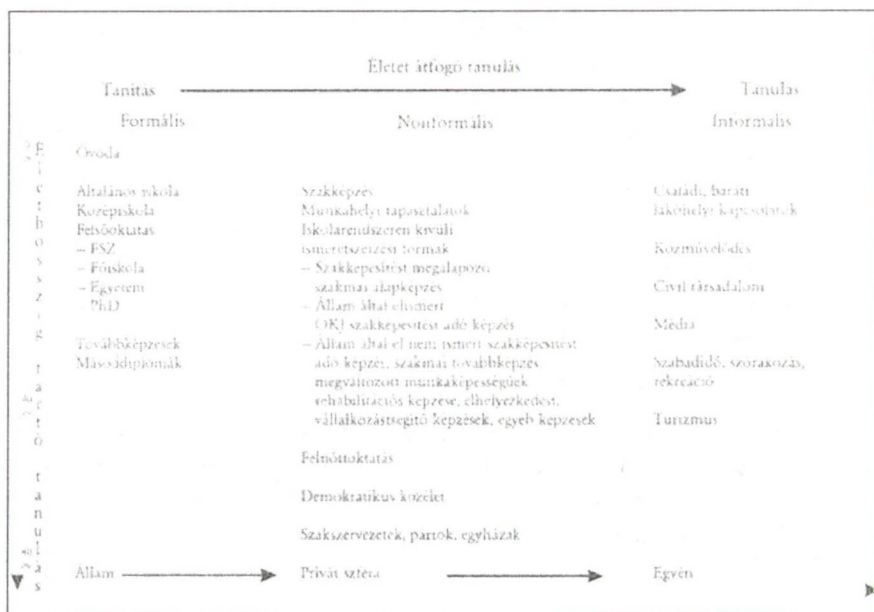 Életet átfogó tanulás
Tanítás
Tanulás
Formális
Nonformális
Informális
Élethosszig tartó tanulás
Óvoda
Általános iskola
Középiskola
Felsőoktatás
– FSZ
– Főiskola
– Egyetem
– PhD
Továbbképzések
Másoddiplomák
Szakképzés
Munkahelyi tapasztalatok
Iskolarendszeren kívüli
ismeretszerzési formák
– Szakképesítést megalapozó
szakmai alapképzés
– Állam által elismert
OKJ szakképesítést adó képzés
– Állam által el nem ismert szakképesítést
adó képzés, szakmai továbbképzés
megváltozott munkaképességűek
rehabilitációs képzése, elhelyezkedést,
vállalkozástsegítő képzések, egyéb képzések
Felnőttoktatás
Demokratikus közélet
Szakszervezetek, pártok, egyházak
Családi, baráti
lakóhelyi kapcsolatok
Közművelődés
Civil társadalom
Média
Szabadidő, szórakozás,
rekreáció
Turizmus
Állam
Privát szféra
Egyén